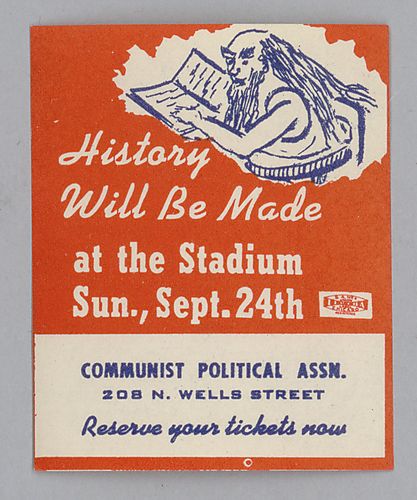 History
Will Be Made
at the Stadium
Sun., Sept. 24th
CHICAGO
COMMUNIST POLITICAL ASSN.
208 N. WELLS STREET
Reserve your tickets now